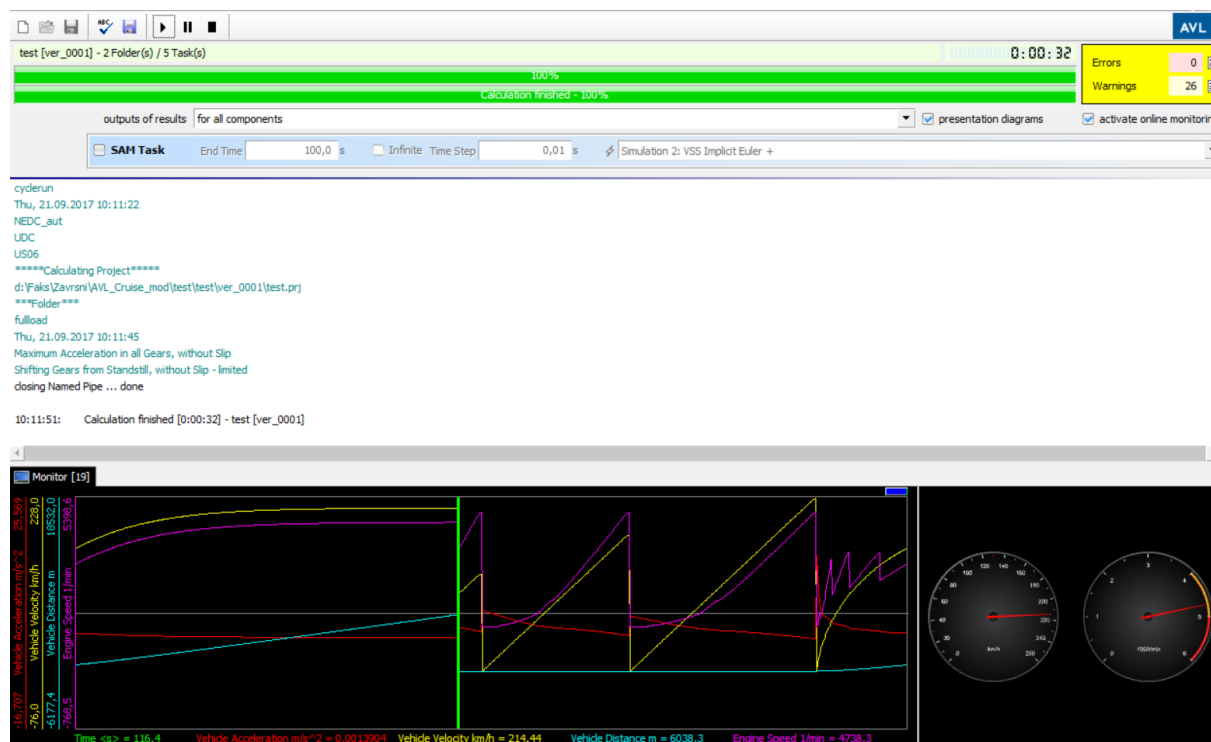 ABC
AVL
test [ver_0001] - 2 Folder(s) / 5 Task(s)
0:00:32
Errors 0
Warnings 26
100%
Calculation finished - 100%
outputs of results for all components presentation diagrams activate online monitorin
SAM Task End Time 100,0 s Infinite Time Step 0,01 s Simulation 2: VSS Implicit Euler +
cyclerun
Thu, 21.09.2017 10:11:22
NEDC_aut
UDC
US06
*****Calculating Project*****
d:\Faks\Zavrsni\AVL_Cruise_mod\test\test\ver_0001\test.prj
***Folder***
fullload
Thu, 21.09.2017 10:11:45
Maximum Acceleration in all Gears, without Slip
Shifting Gears from Standstill, without Slip - limited
closing Named Pipe ... done
10:11:51: Calculation finished [0:00:32] - test [ver_0001]
Monitor [19]
-16,707 Vehicle Acceleration m/s^2 25,569
-76,0 Vehicle Velocity km/h 228,0
-6177,4 Vehicle Distance m 18532,0
-768,5 Engine Speed 1/min 5398,6
Time <s> = 116,4 Vehicle Acceleration m/s^2 = 0,0013904 Vehicle Velocity km/h = 214,44 Vehicle Distance m = 6038,3 Engine Speed 1/min = 4738,3
0 1 2 3 4 5 6